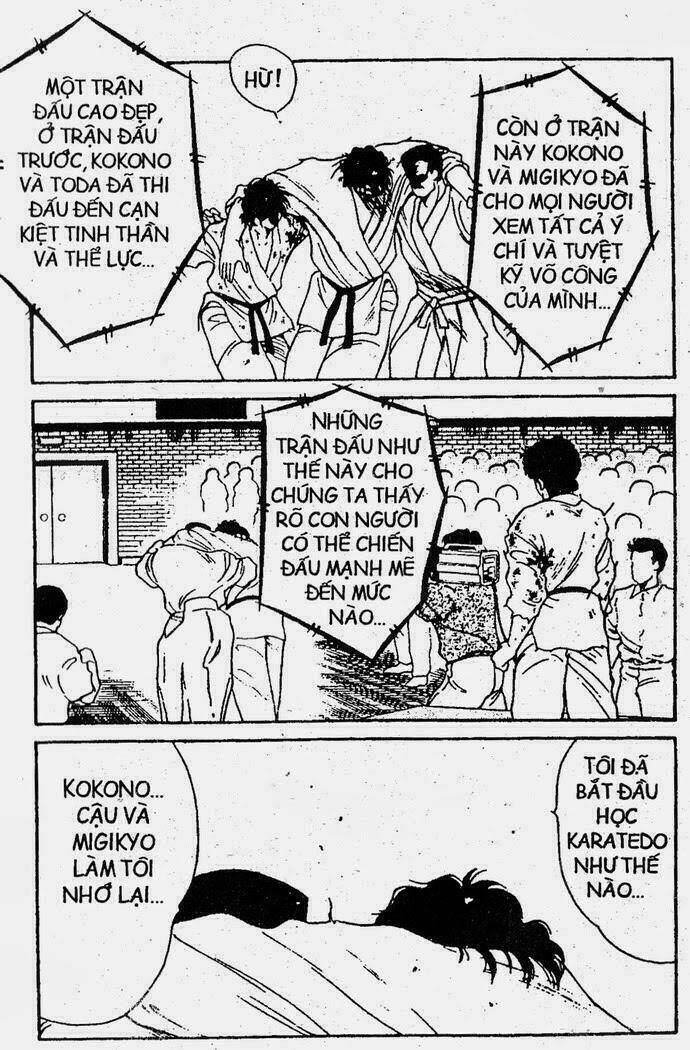 MỘT TRẬN
ĐẤU CAO ĐẸP,
Ở TRẬN ĐẤU
TRƯỚC, KOKONO
VÀ TODA ĐÃ THI
ĐẤU ĐẾN CẠN
KIỆT TINH THẦN
VÀ THỂ LỰC...
HỪ!
CÒN Ở TRẬN
NÀY KOKONO
VÀ MIGIKYO ĐÃ
CHO MỌI NGƯỜI
XEM TẤT CẢ Ý
CHÍ VÀ TUYỆT
KỸ VÕ CÔNG
CỦA MÌNH...
NHỮNG
TRẬN ĐẤU NHƯ
THẾ NÀY CHO
CHÚNG TA THẤY
RÕ CON NGƯỜI
CÓ THỂ CHIẾN
ĐẤU MẠNH MẼ
ĐẾN MỨC
NÀO...
KOKONO...
CẬU VÀ
MIGIKYO
LÀM TÔI
NHỚ LẠI...
TÔI ĐÃ
BẮT ĐẦU
HỌC
KARATEDO
NHƯ THẾ
NÀO...